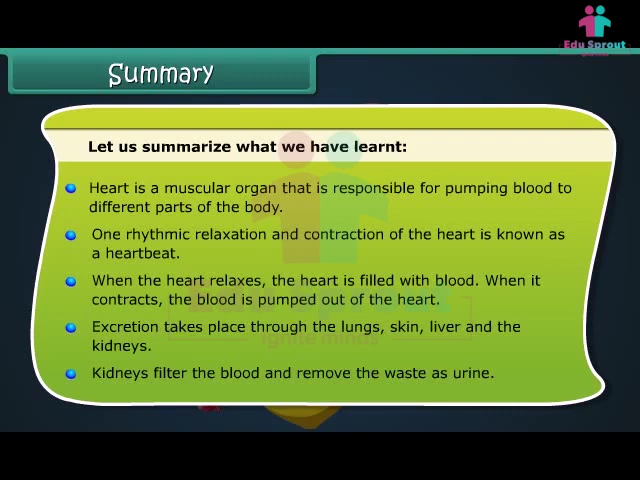 Edu Sprout
Summary
Let us summarize what we have learnt:
Heart is a muscular organ that is responsible for pumping blood to
different parts of the body.
One rhythmic relaxation and contraction of the heart is known as
a heartbeat.
When the heart relaxes, the heart is filled with blood. When it
contracts, the blood is pumped out of the heart.
Excretion takes place through the lungs, skin, liver and the
kidneys.
Kidneys filter the blood and remove the waste as urine.
Edu Sprout
ignite minds